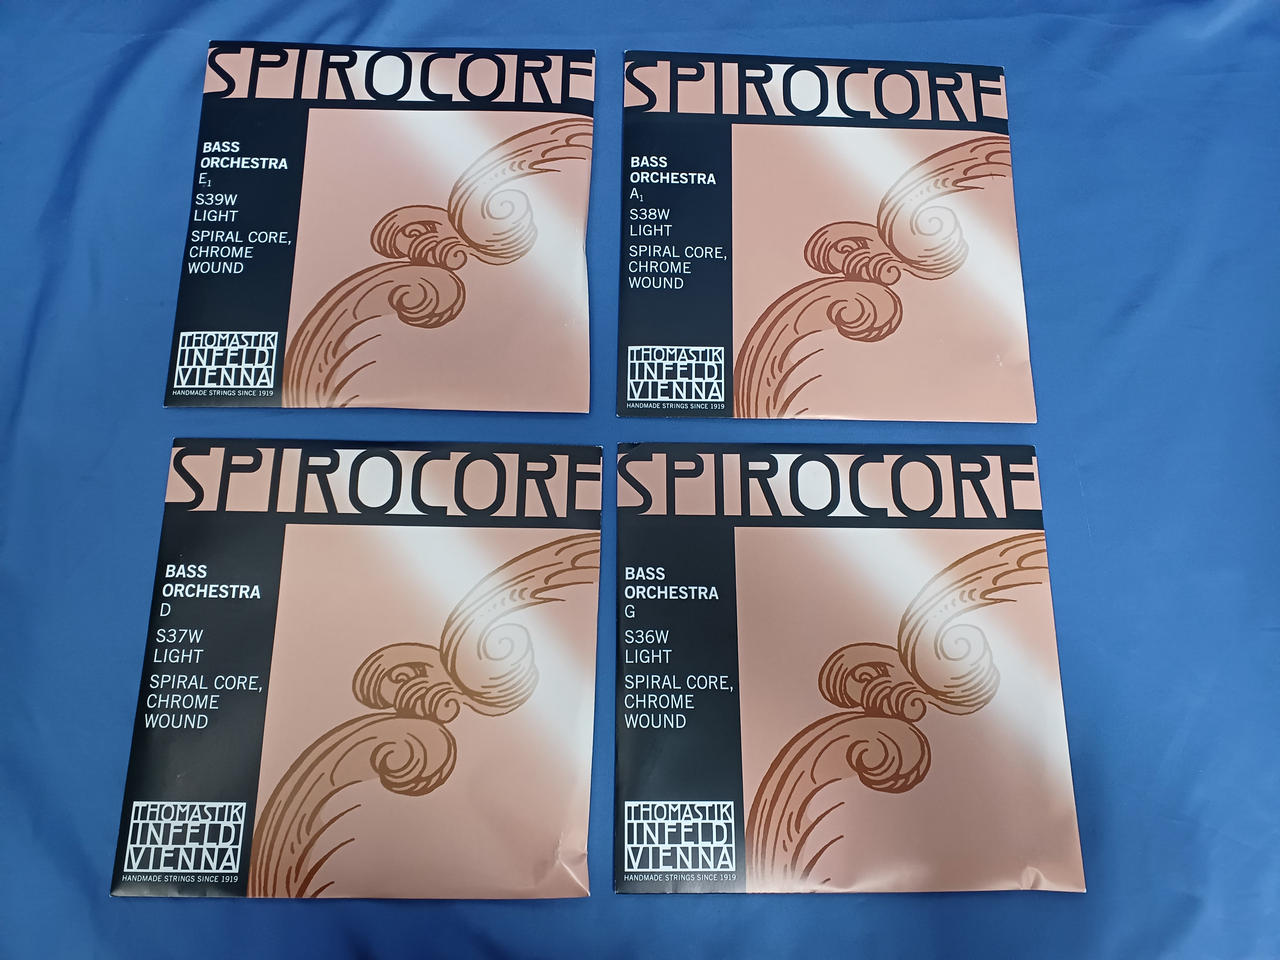 SPIROCORE
BASS
ORCHESTRA
E1
S39W
LIGHT
SPIRAL CORE,
CHROME
WOUND
THOMASTIK
INFELD
VIENNA
HANDMADE STRINGS SINCE 1919
SPIROCORE
BASS
ORCHESTRA
A1
S38W
LIGHT
SPIRAL CORE,
CHROME
WOUND
THOMASTIK
INFELD
VIENNA
HANDMADE STRINGS SINCE 1919
SPIROCORE
BASS
ORCHESTRA
D
S37W
LIGHT
SPIRAL CORE,
CHROME
WOUND
THOMASTIK
INFELD
VIENNA
HANDMADE STRINGS SINCE 1919
SPIROCORE
BASS
ORCHESTRA
G
S36W
LIGHT
SPIRAL CORE,
CHROME
WOUND
THOMASTIK
INFELD
VIENNA
HANDMADE STRINGS SINCE 1919